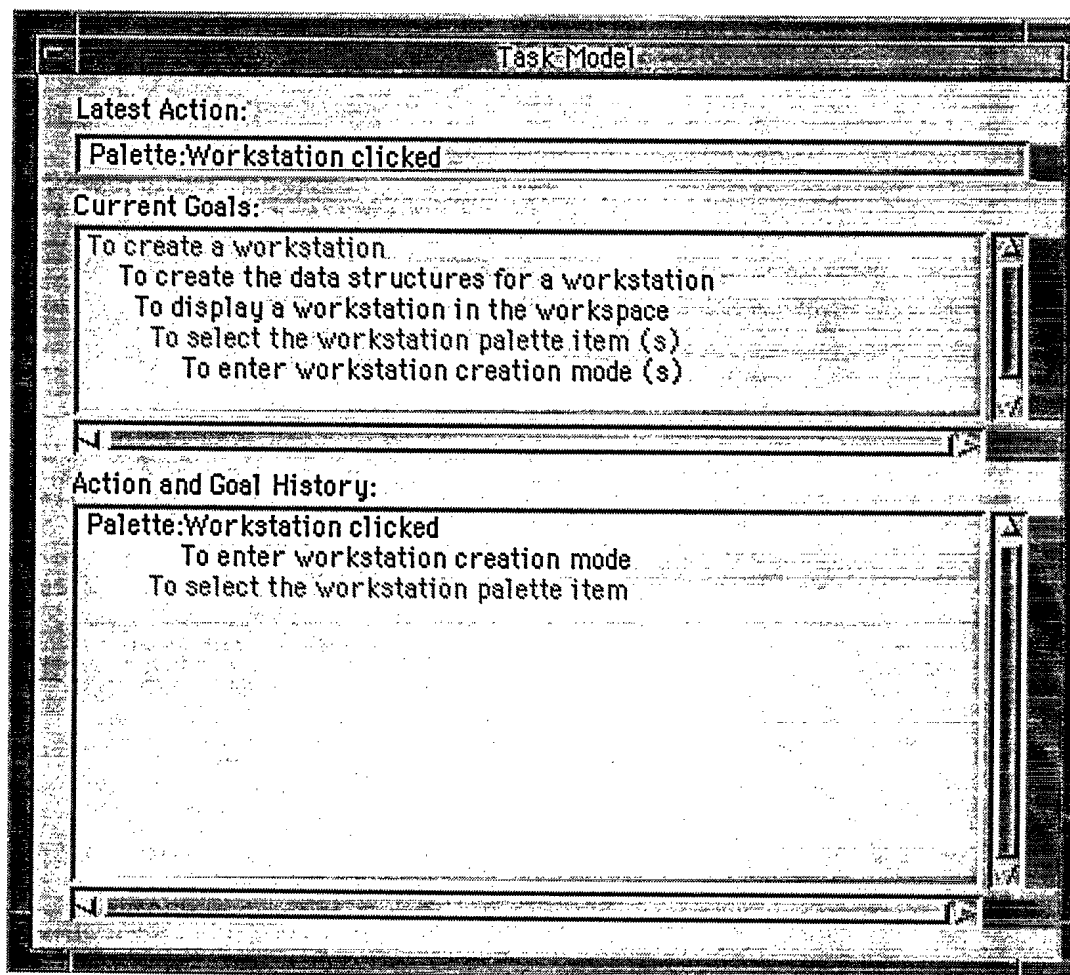 Task Model
Latest Action:
Palette:Workstation clicked
Current Goals:
To create a workstation
To create the data structures for a workstation
To display a workstation in the workspace
To select the workstation palette item (s)
To enter workstation creation mode (s)
Action and Goal History:
Palette:Workstation clicked
To enter workstation creation mode
To select the workstation palette item